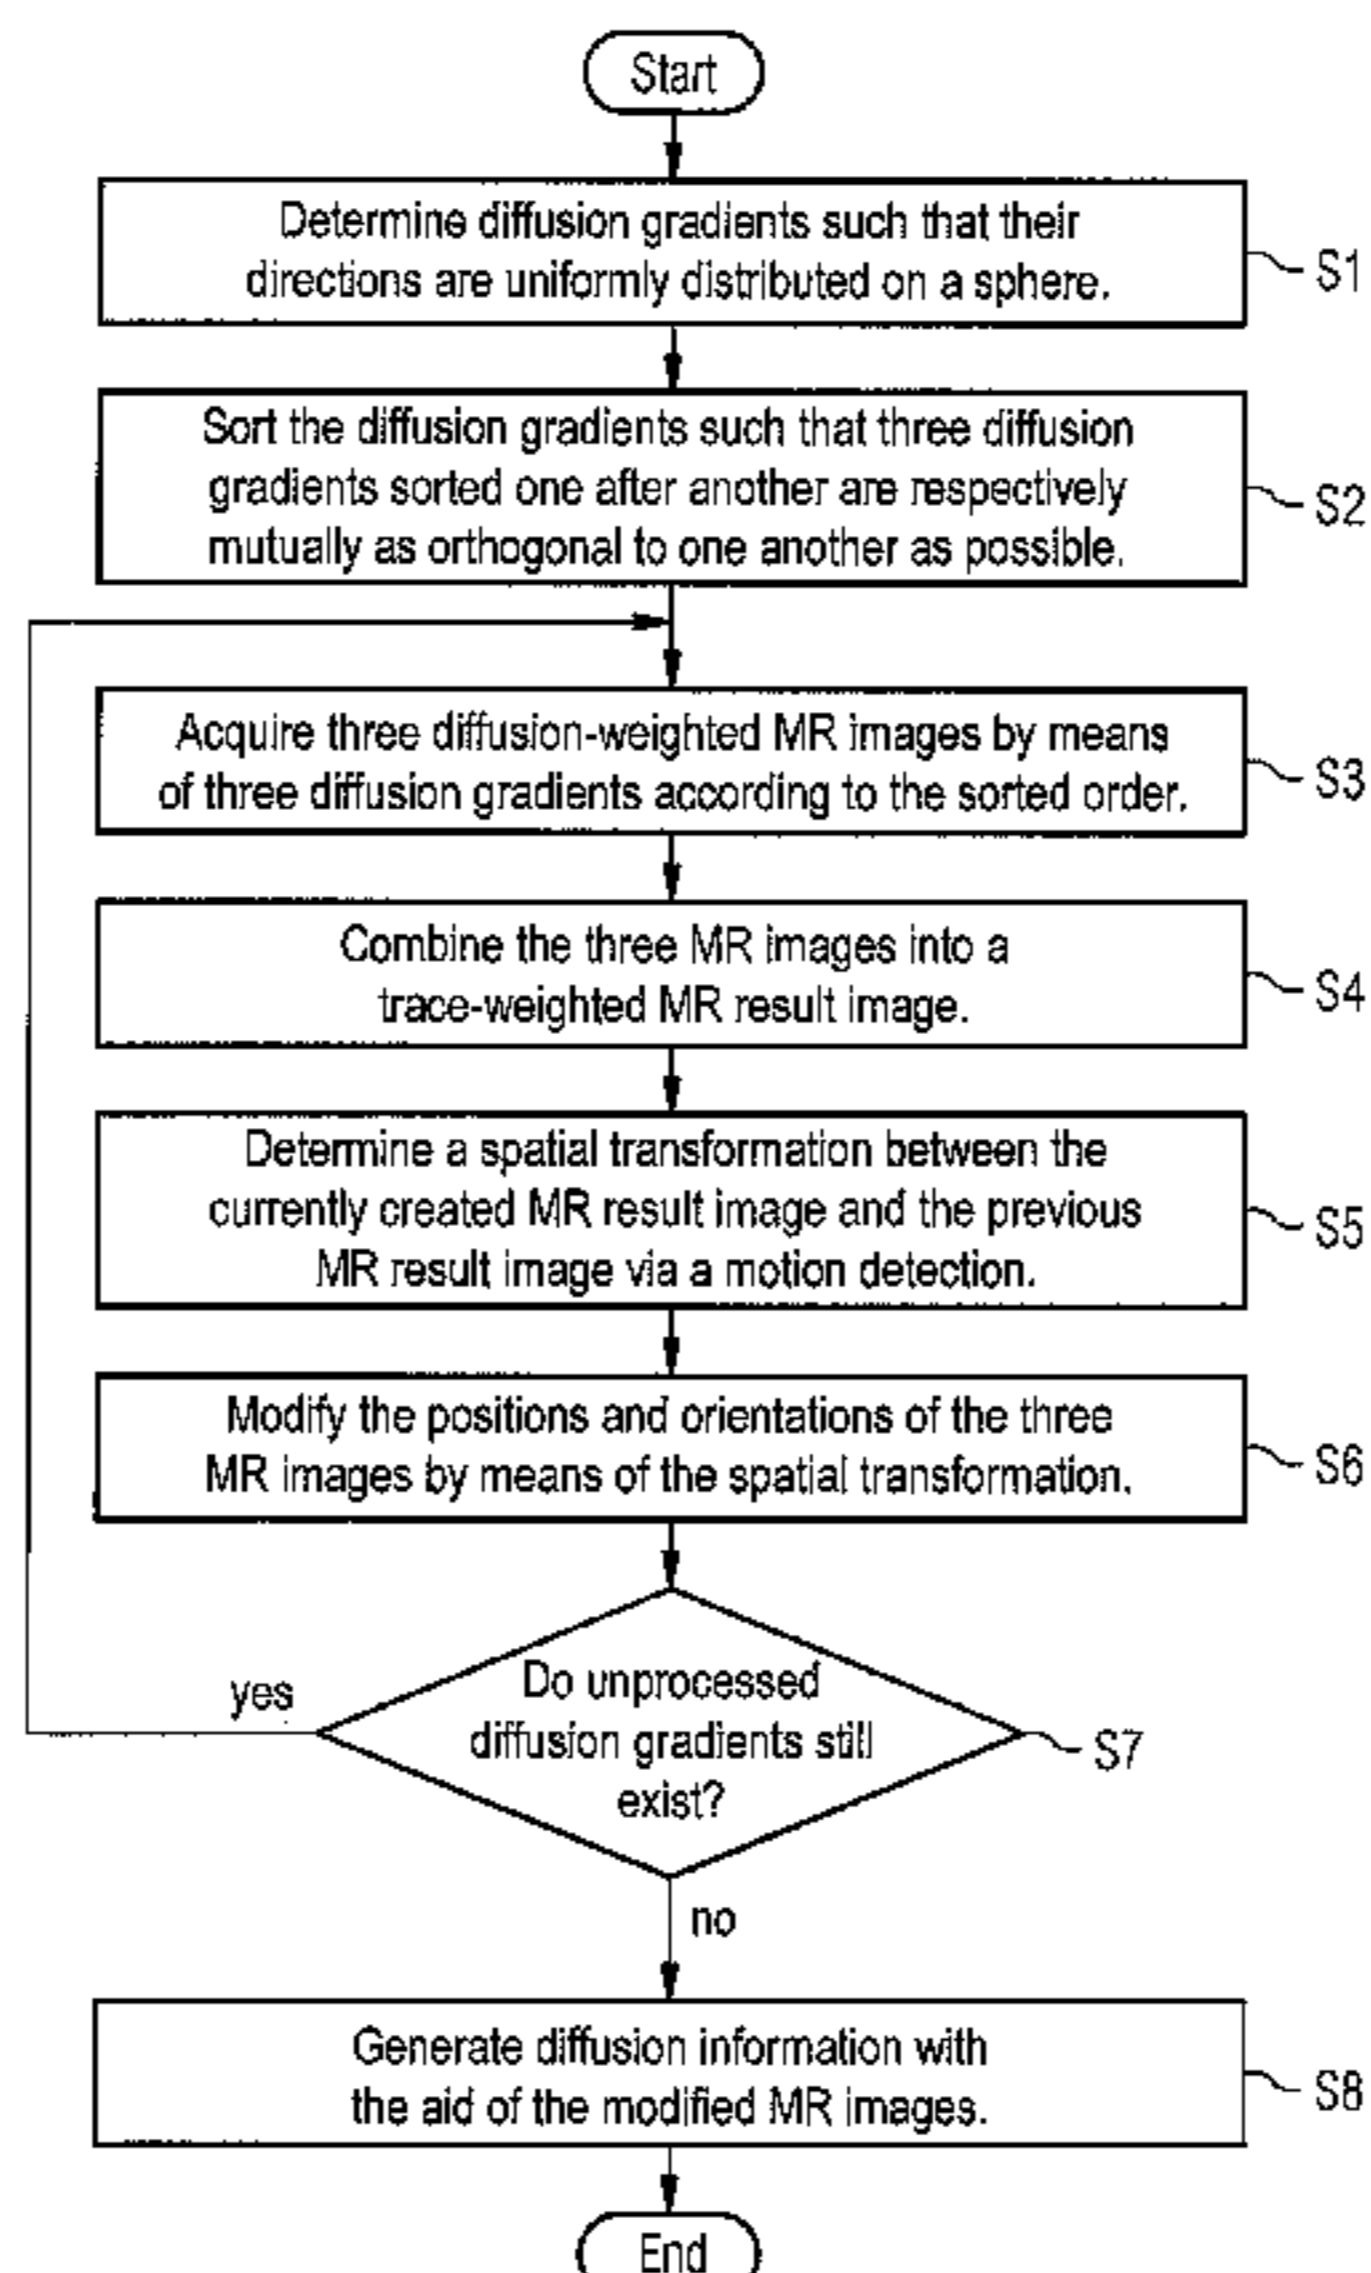 Start
Determine diffusion gradients such that their
directions are uniformly distributed on a sphere.
S1
Sort the diffusion gradients such that three diffusion
gradients sorted one after another are respectively
mutually as orthogonal to one another as possible.
S2
Acquire three diffusion-weighted MR images by means
of three diffusion gradients according to the sorted order.
S3
Combine the three MR images into a
trace-weighted MR result image.
S4
Determine a spatial transformation between the
currently created MR result image and the previous
MR result image via a motion detection.
S5
Modify the positions and orientations of the three
MR images by means of the spatial transformation.
S6
yes
Do unprocessed
diffusion gradients still
exist?
S7
no
Generate diffusion information with
the aid of the modified MR images.
S8
End